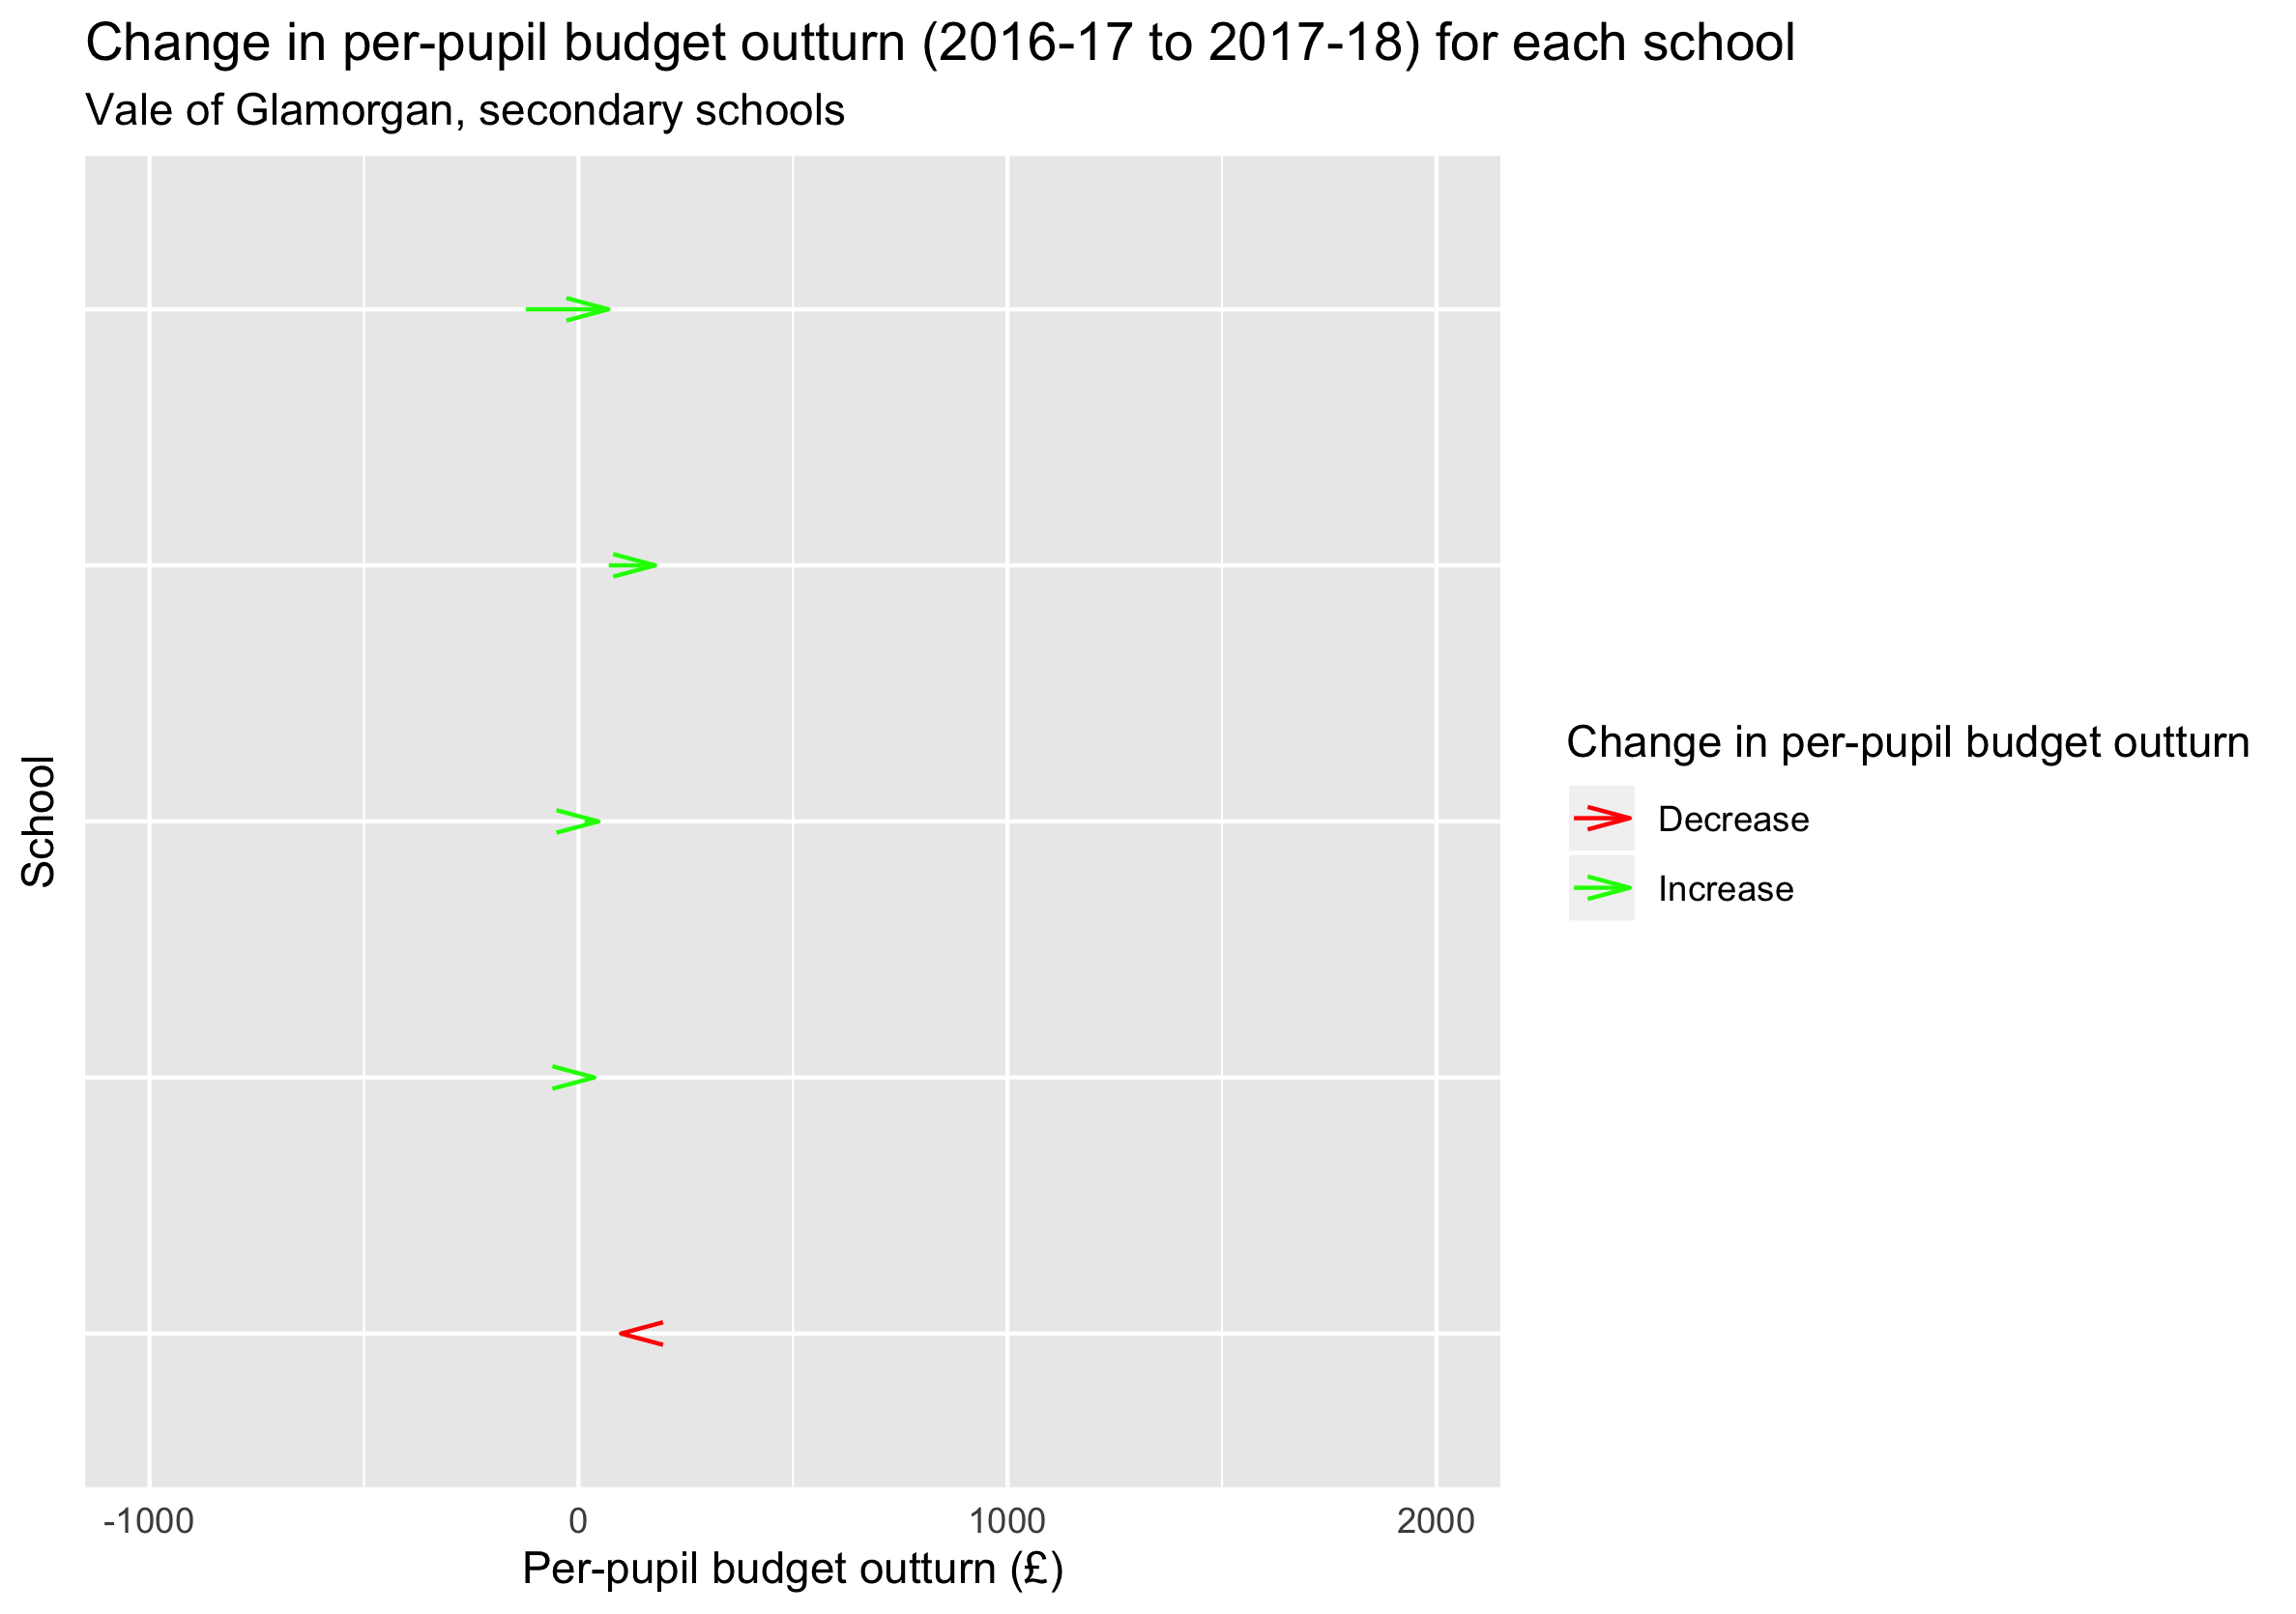 Change in per-pupil budget outturn (2016-17 to 2017-18) for each school
Vale of Glamorgan, secondary schools
School
Change in per-pupil budget outturn
Decrease
Increase
-1000 0 1000 2000
Per-pupil budget outturn (£)